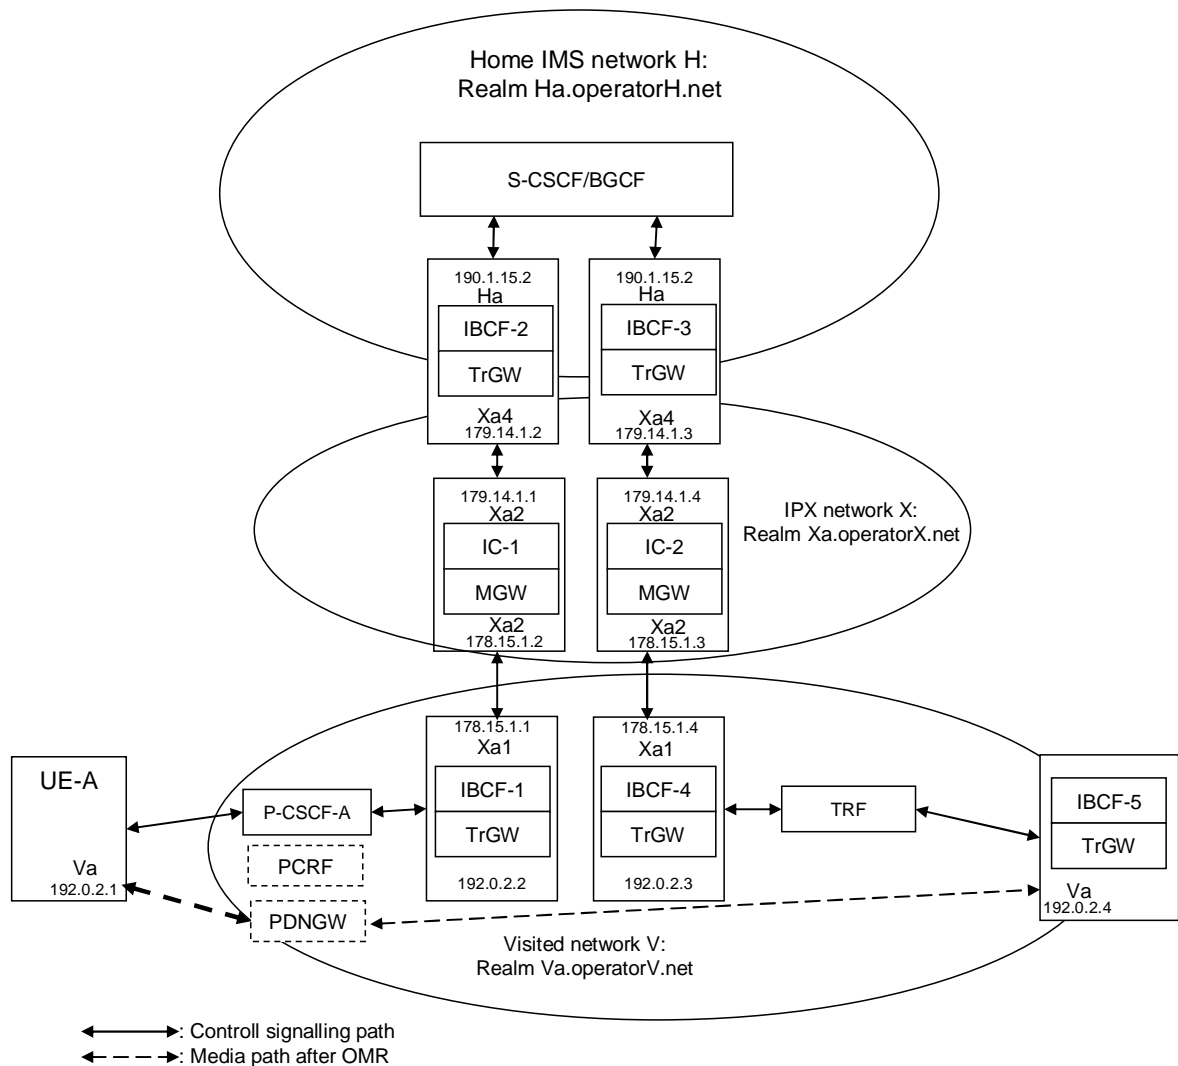 Home IMS network H:
Realm Ha.operatorH.net
S-CSCF/BGCF
190.1.15.2
Ha
IBCF-2
TrGW
Xa4
179.14.1.2
190.1.15.2
Ha
IBCF-3
TrGW
Xa4
179.14.1.3
179.14.1.1
Xa2
IC-1
MGW
Xa2
178.15.1.2
179.14.1.4
Xa2
IC-2
MGW
Xa2
178.15.1.3
IPX network X:
Realm Xa.operatorX.net
178.15.1.1
Xa1
IBCF-1
TrGW
192.0.2.2
178.15.1.4
Xa1
IBCF-4
TrGW
192.0.2.3
UE-A
Va
192.0.2.1
P-CSCF-A
PCRF
PDNGW
TRF
IBCF-5
TrGW
Va
192.0.2.4
Visited network V:
Realm Va.operatorV.net
: Controll signalling path
: Media path after OMR